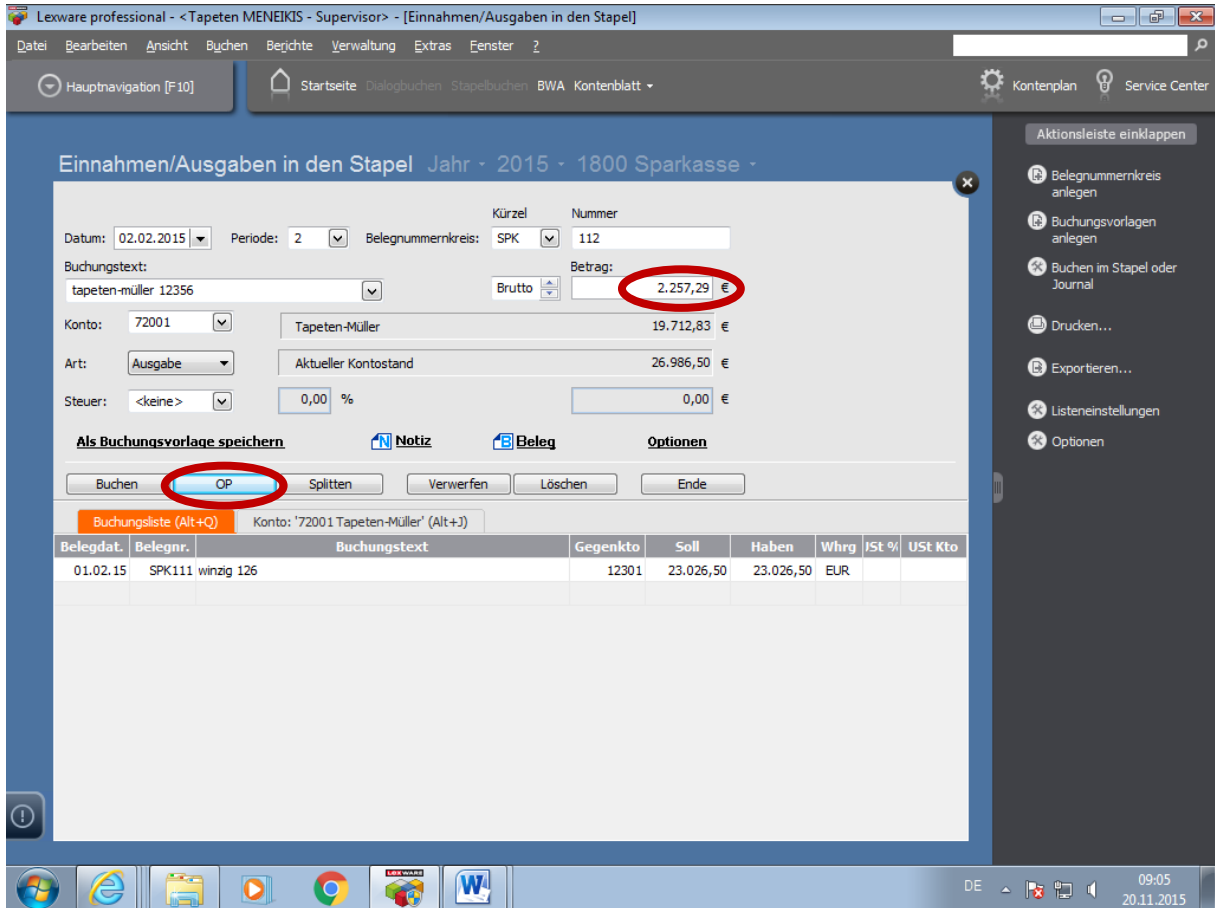 Lexware professional - <Tapeten MENEIKIS - Supervisor> - [Einnahmen/Ausgaben in den Stapel]
Datei Bearbeiten Ansicht Buchen Berichte Verwaltung Extras Fenster ?
Hauptnavigation [F10] Startseite Dialogbuchen Stapelbuchen BWA Kontenblatt Kontenplan Service Center
Aktionsleiste einklappen
Einnahmen/Ausgaben in den Stapel Jahr - 2015 - 1800 Sparkasse -
Belegnummernkreis
anlegen
Buchungsvorlagen
anlegen
Buchen im Stapel oder
Journal
Drucken...
Exportieren...
Listeneinstellungen
Optionen
Kürzel Nummer
Datum: 02.02.2015 Periode: 2 Belegnummernkreis: SPK 112
Buchungstext: Betrag:
tapeten-müller 12356 Brutto 2.257,29 €
Konto: 72001 Tapeten-Müller 19.712,83 €
Art: Ausgabe Aktueller Kontostand 26.986,50 €
Steuer: <keine> 0,00 % 0,00 €
Als Buchungsvorlage speichern N Notiz B Beleg Optionen
Buchen OP Splitten Verwerfen Löschen Ende
Buchungsliste (Alt+Q) Konto: '72001 Tapeten-Müller' (Alt+J)
Belegdat. Belegnr. Buchungstext Gegenkto Soll Haben Whrg JSt % USt Kto
01.02.15 SPK111 winzig 126 12301 23.026,50 23.026,50 EUR
LEXWARE
W
DE 09:05
20.11.2015